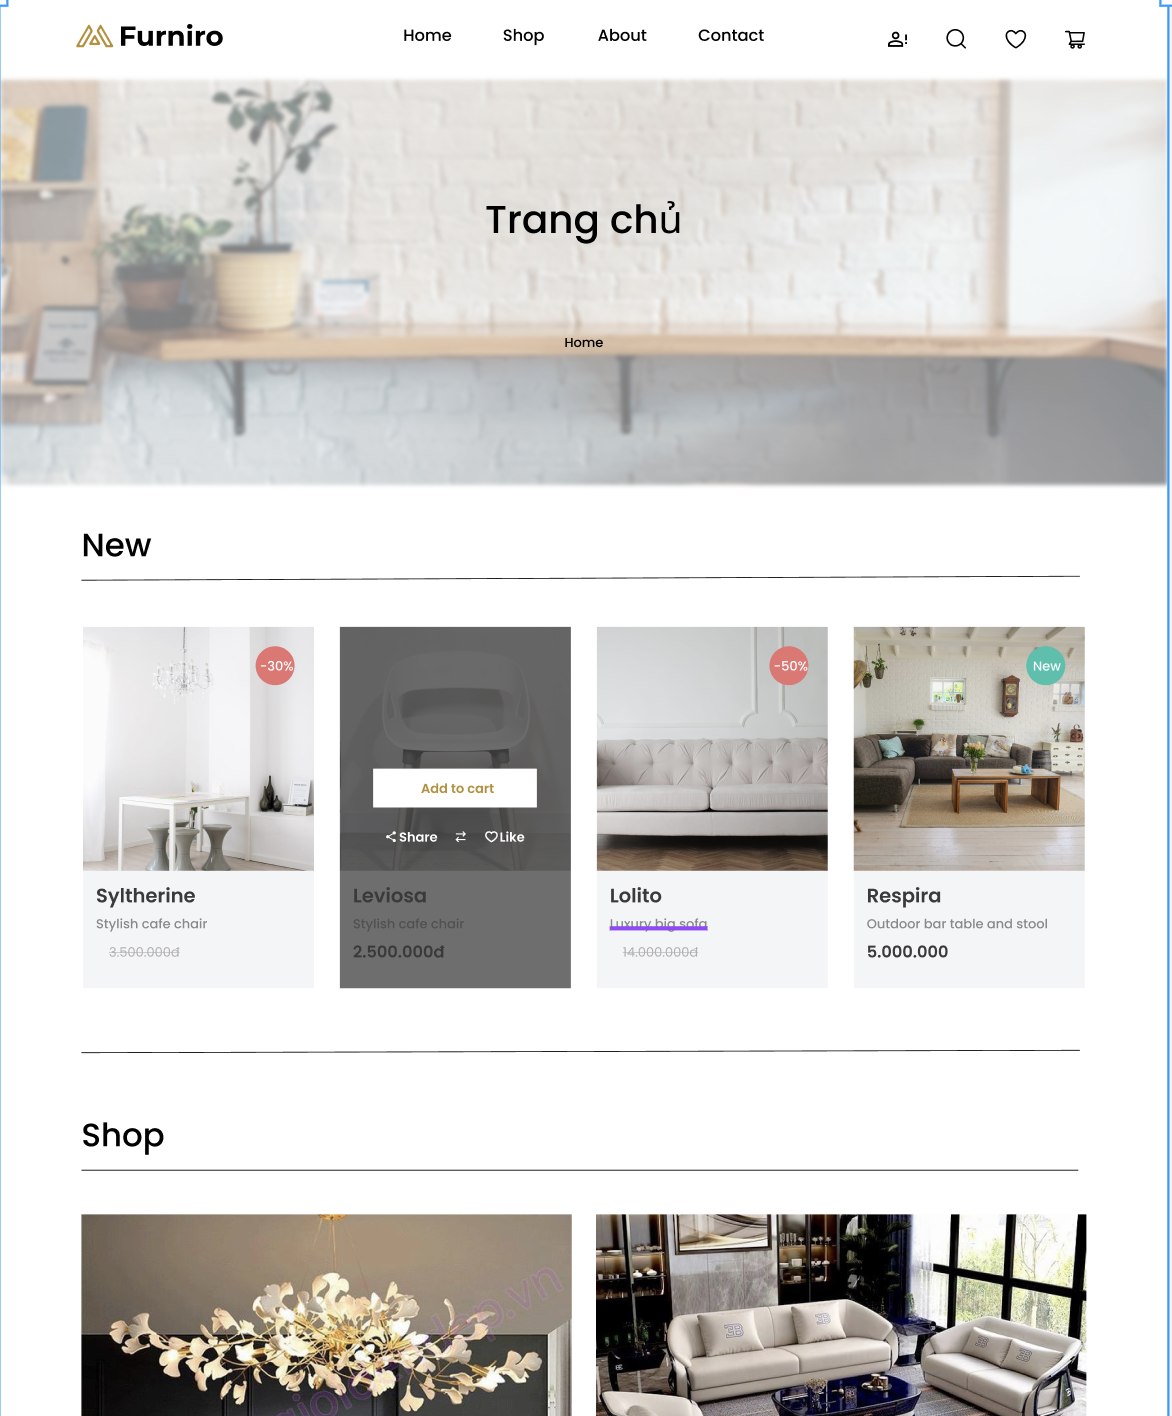 Furniro
Home Shop About Contact
Trang chủ
Home
New
-30%
-50%
New
Add to cart
Share Like
Syltherine
Stylish cafe chair
3.500.000đ
Leviosa
Stylish cafe chair
2.500.000đ
Lolito
Luxury big sofa
14.000.000đ
Respira
Outdoor bar table and stool
5.000.000
Shop